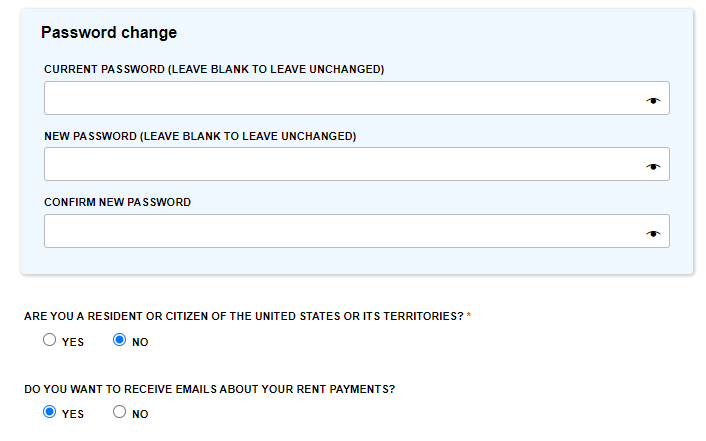 Password change
CURRENT PASSWORD (LEAVE BLANK TO LEAVE UNCHANGED)
NEW PASSWORD (LEAVE BLANK TO LEAVE UNCHANGED)
CONFIRM NEW PASSWORD
ARE YOU A RESIDENT OR CITIZEN OF THE UNITED STATES OR ITS TERRITORIES? *
YES NO
DO YOU WANT TO RECEIVE EMAILS ABOUT YOUR RENT PAYMENTS?
YES NO